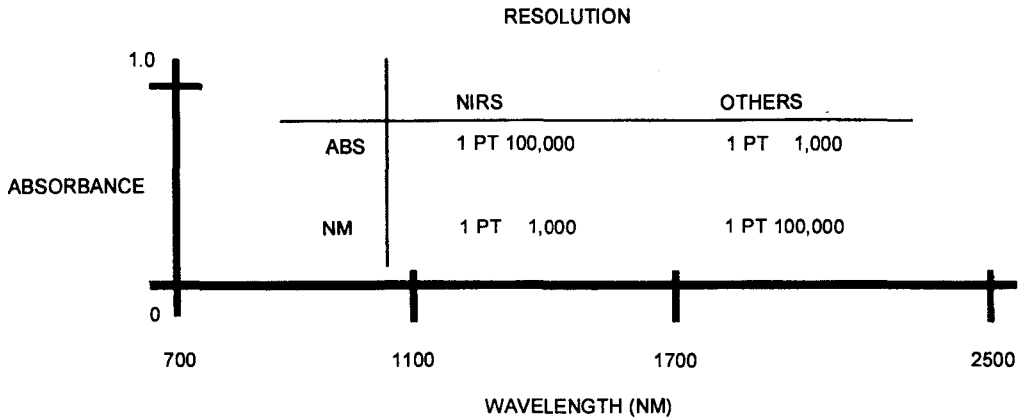 RESOLUTION
1.0
NIRS OTHERS
ABS 1 PT 100,000 1 PT 1,000
ABSORBANCE
NM 1 PT 1,000 1 PT 100,000
0
700 1100 1700 2500
WAVELENGTH (NM)